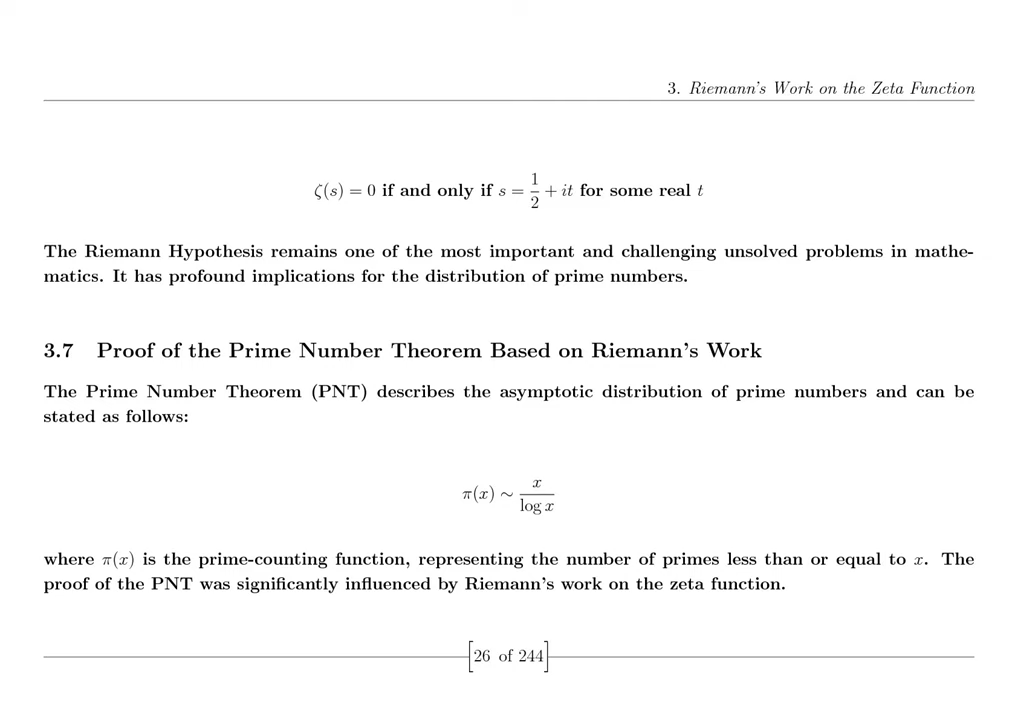 3. Riemann's Work on the Zeta Function
ζ(s) = 0 if and only if s = 1/2 + it for some real t
The Riemann Hypothesis remains one of the most important and challenging unsolved problems in mathe-
matics. It has profound implications for the distribution of prime numbers.
3.7 Proof of the Prime Number Theorem Based on Riemann's Work
The Prime Number Theorem (PNT) describes the asymptotic distribution of prime numbers and can be
stated as follows:
π(x) ∼ x/log x
where π(x) is the prime-counting function, representing the number of primes less than or equal to x. The
proof of the PNT was significantly influenced by Riemann's work on the zeta function.
[26 of 244]